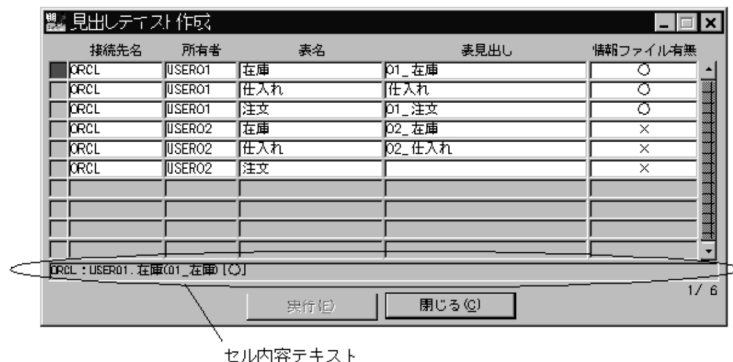 見出しテキスト作成
接続先名 所有者 表名 表見出し 情報ファイル有無
ORCL USER01 在庫 01_在庫 ○
ORCL USER01 仕入れ 仕入れ ○
ORCL USER01 注文 01_注文 ○
ORCL USER02 在庫 02_在庫 ×
ORCL USER02 仕入れ 02_仕入れ ×
ORCL USER02 注文 ×
ORCL：USER01.在庫(01_在庫) [○]
1/ 6
実行(E) 閉じる(C)
セル内容テキスト